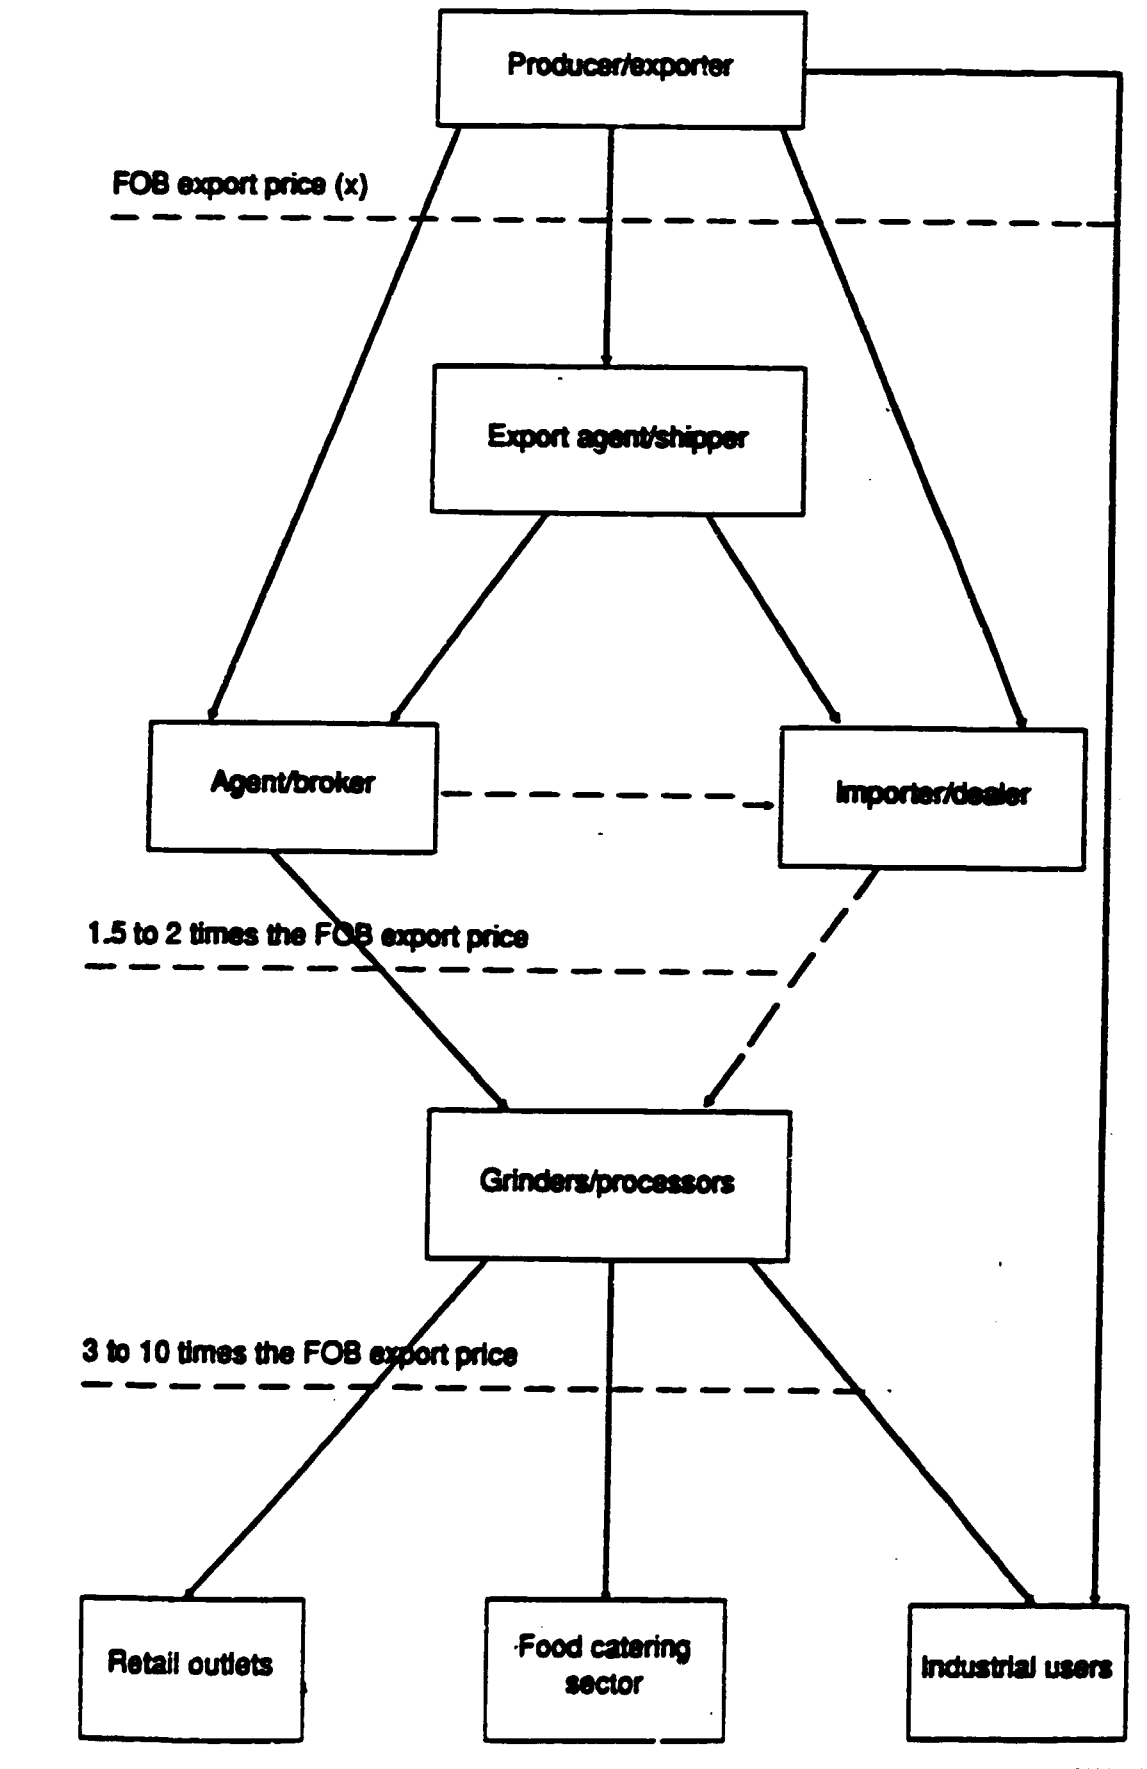 Producer/exporter
FOB export price (x)
Export agent/shipper
Agent/broker
Importer/dealer
1.5 to 2 times the FOB export price
Grinders/processors
3 to 10 times the FOB export price
Retail outlets
Food catering
sector
Industrial users